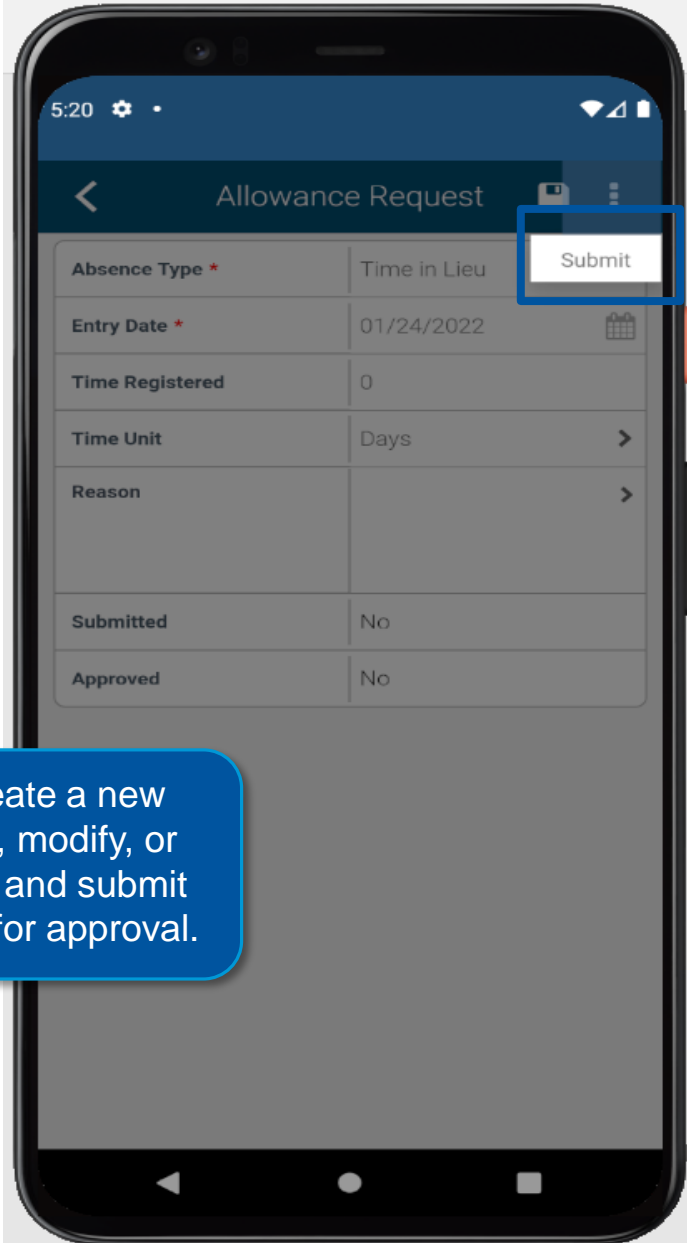 5:20
Allowance Request
Submit
Absence Type * Time in Lieu
Entry Date * 01/24/2022
Time Registered 0
Time Unit Days
Reason
Submitted No
Approved No
a new
, modify, or
and submit
for approval.